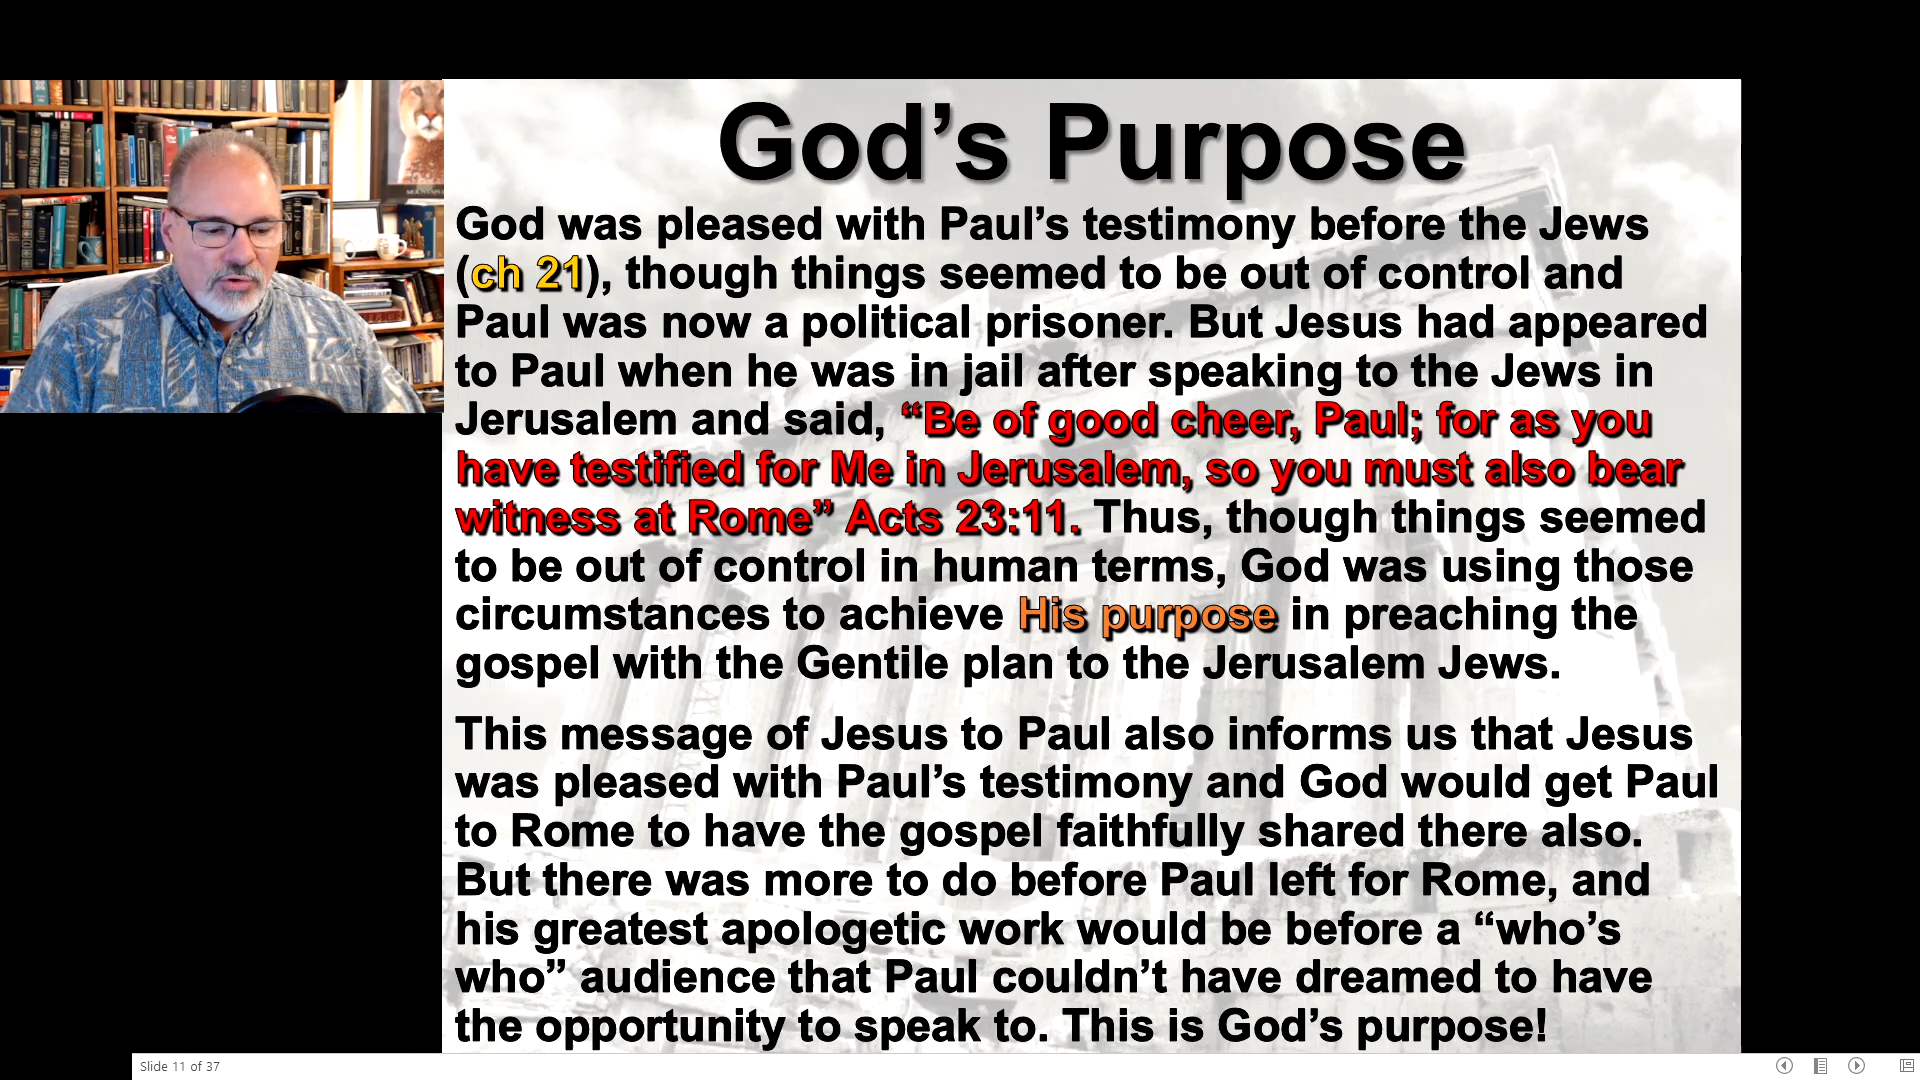 God’s Purpose
God was pleased with Paul’s testimony before the Jews
(ch 21), though things seemed to be out of control and
Paul was now a political prisoner. But Jesus had appeared
to Paul when he was in jail after speaking to the Jews in
Jerusalem and said, “Be of good cheer, Paul; for as you
have testified for Me in Jerusalem, so you must also bear
witness at Rome” Acts 23:11. Thus, though things seemed
to be out of control in human terms, God was using those
circumstances to achieve His purpose in preaching the
gospel with the Gentile plan to the Jerusalem Jews.
This message of Jesus to Paul also informs us that Jesus
was pleased with Paul’s testimony and God would get Paul
to Rome to have the gospel faithfully shared there also.
But there was more to do before Paul left for Rome, and
his greatest apologetic work would be before a “who’s
who” audience that Paul couldn’t have dreamed to have
the opportunity to speak to. This is God’s purpose!
Slide 11 of 37